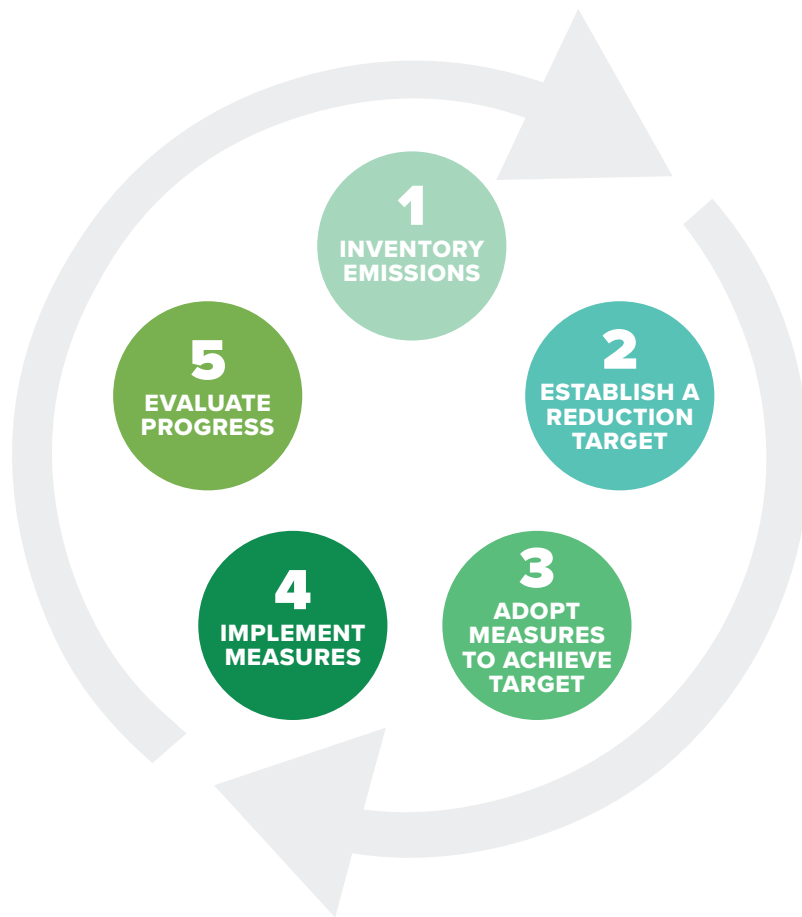 1
INVENTORY
EMISSIONS
2
ESTABLISH A
REDUCTION
TARGET
3
ADOPT
MEASURES
TO ACHIEVE
TARGET
4
IMPLEMENT
MEASURES
5
EVALUATE
PROGRESS